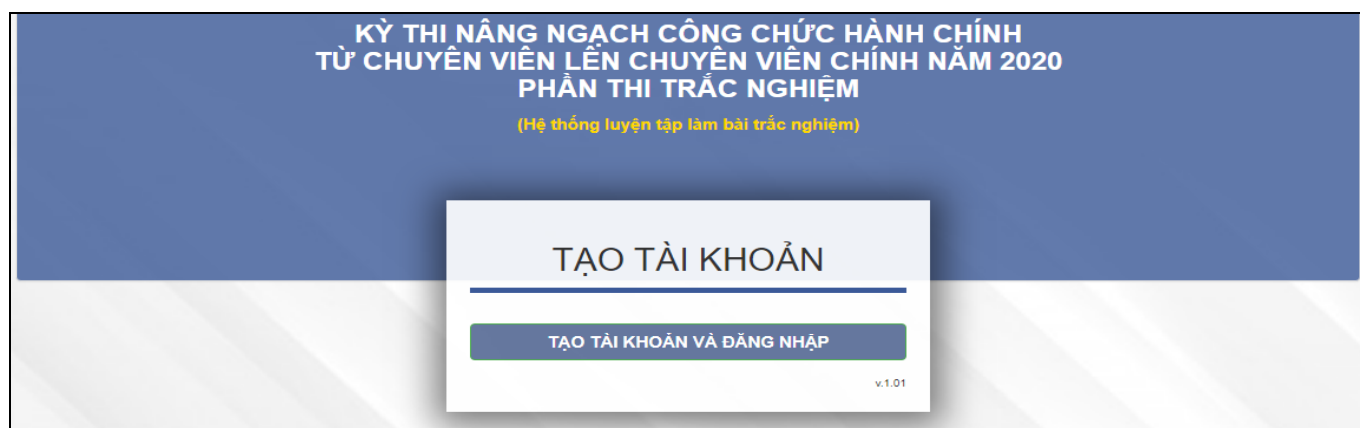 KỲ THI NÂNG NGẠCH CÔNG CHỨC HÀNH CHÍNH
TỪ CHUYÊN VIÊN LÊN CHUYÊN VIÊN CHÍNH NĂM 2020
PHẦN THI TRẮC NGHIỆM
(Hệ thống luyện tập làm bài trắc nghiệm)
TẠO TÀI KHOẢN
TẠO TÀI KHOẢN VÀ ĐĂNG NHẬP
v.1.01